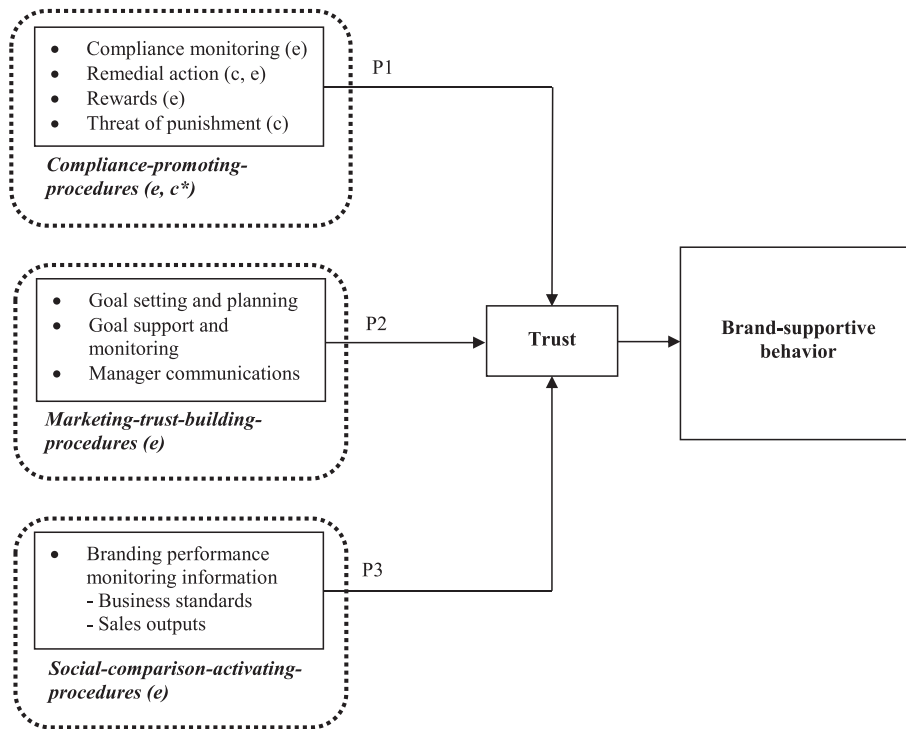 ● Compliance monitoring (e)
● Remedial action (c, e)
● Rewards (e)
● Threat of punishment (c)
Compliance-promoting-
procedures (e, c*)
P1
● Goal setting and planning
● Goal support and
monitoring
● Manager communications
Marketing-trust-building-
procedures (e)
P2
Trust
Brand-supportive
behavior
● Branding performance
monitoring information
- Business standards
- Sales outputs
Social-comparison-activating-
procedures (e)
P3